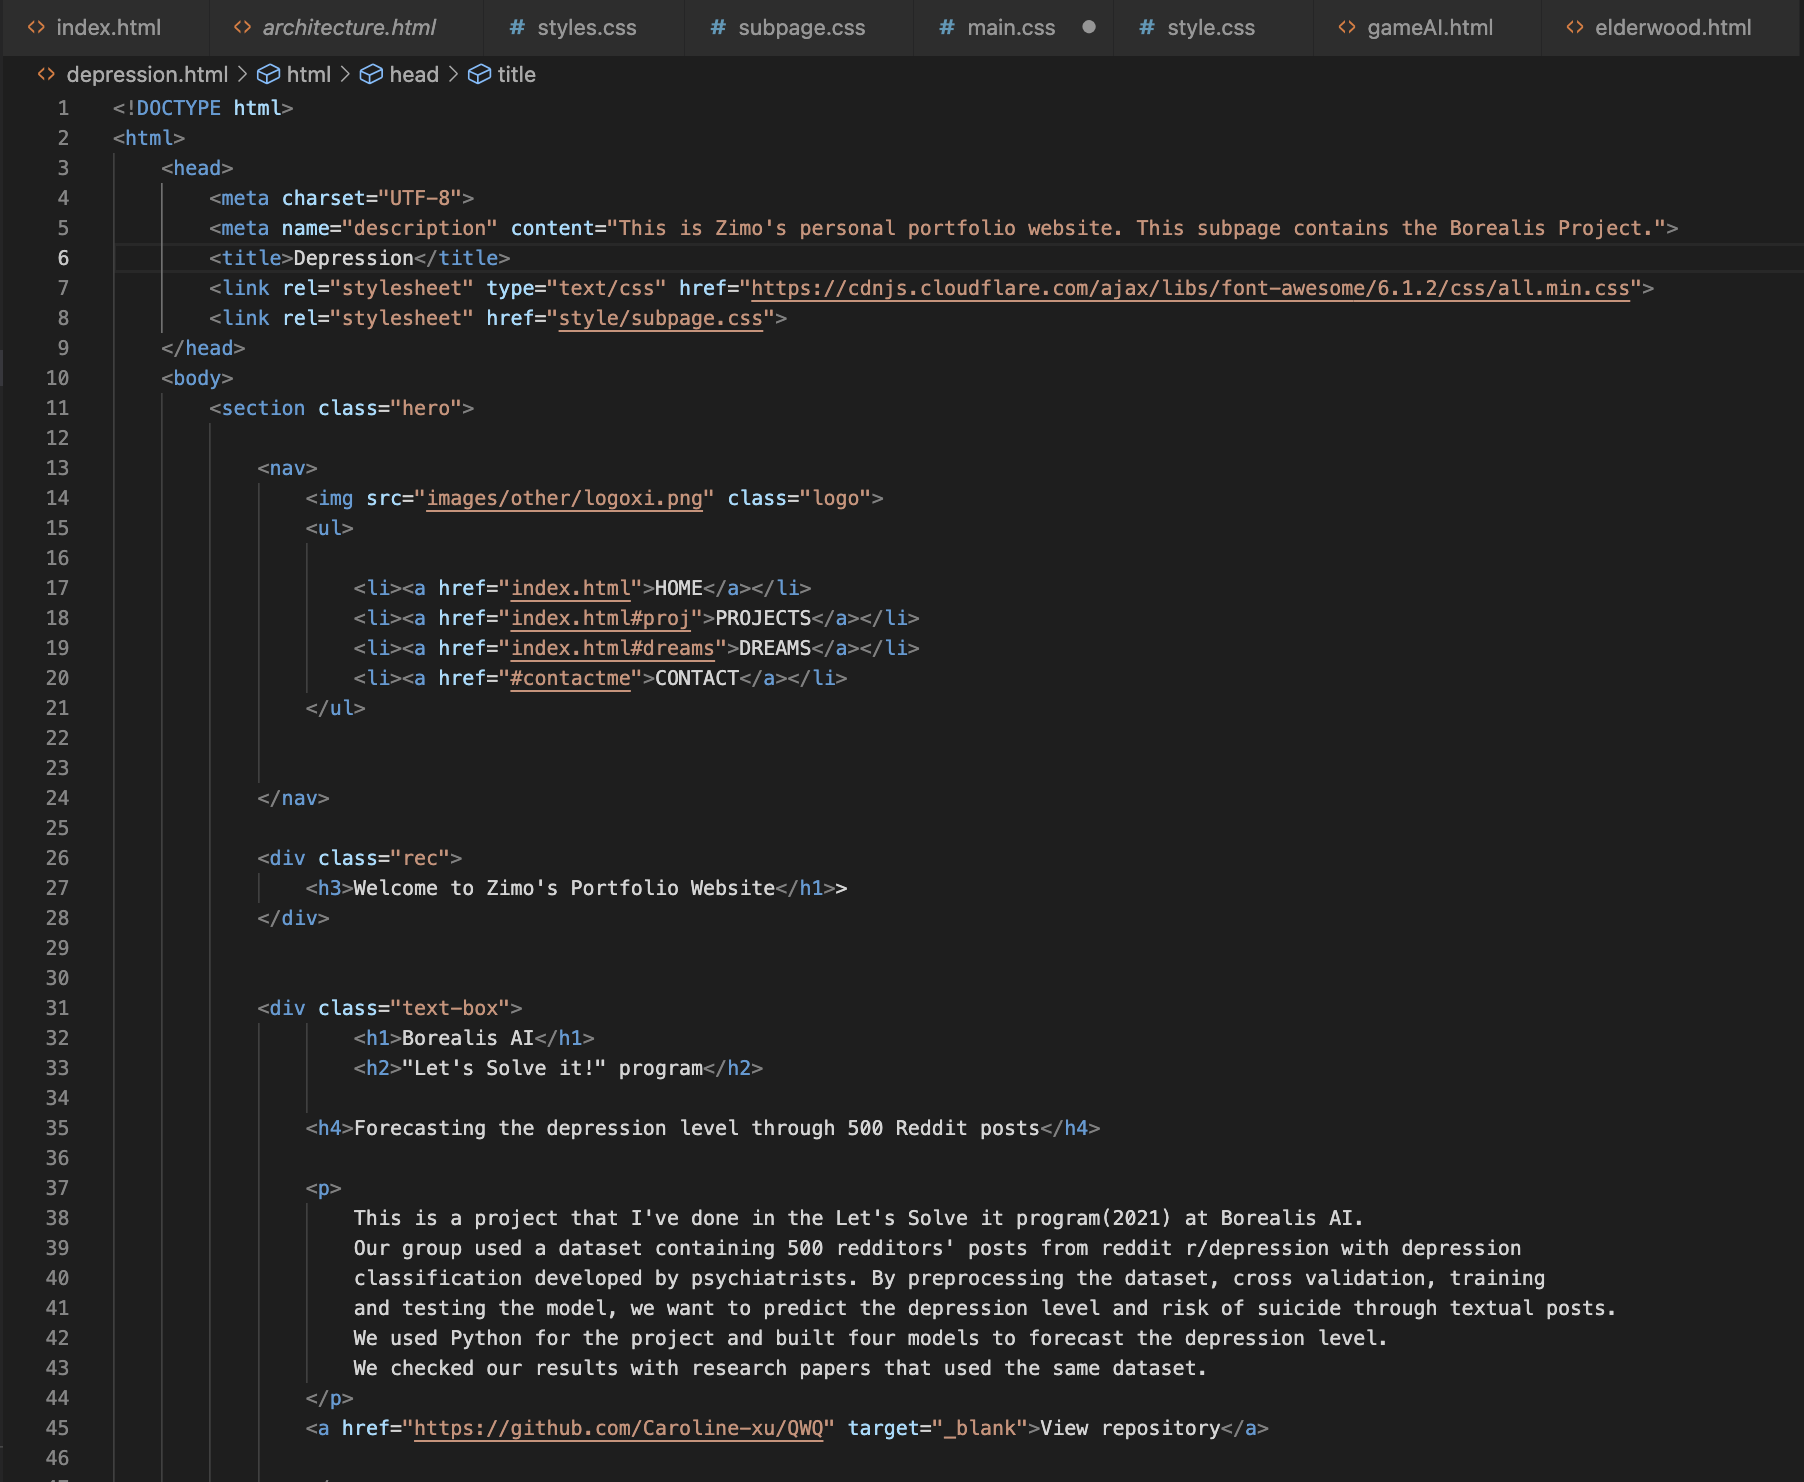 index.html architecture.html # styles.css # subpage.css # main.css # style.css gameAI.html elderwood.html
depression.html > html > head > title
1 <!DOCTYPE html>
2 <html>
3 <head>
4 <meta charset="UTF-8">
5 <meta name="description" content="This is Zimo's personal portfolio website. This subpage contains the Borealis Project.">
6 <title>Depression</title>
7 <link rel="stylesheet" type="text/css" href="https://cdnjs.cloudflare.com/ajax/libs/font-awesome/6.1.2/css/all.min.css">
8 <link rel="stylesheet" href="style/subpage.css">
9 </head>
10 <body>
11 <section class="hero">
12
13 <nav>
14 <img src="images/other/logoxi.png" class="logo">
15 <ul>
16
17 <li><a href="index.html">HOME</a></li>
18 <li><a href="index.html#proj">PROJECTS</a></li>
19 <li><a href="index.html#dreams">DREAMS</a></li>
20 <li><a href="#contactme">CONTACT</a></li>
21 </ul>
22
23
24 </nav>
25
26 <div class="rec">
27 <h3>Welcome to Zimo's Portfolio Website</h1>>
28 </div>
29
30
31 <div class="text-box">
32 <h1>Borealis AI</h1>
33 <h2>"Let's Solve it!" program</h2>
34
35 <h4>Forecasting the depression level through 500 Reddit posts</h4>
36
37 <p>
38 This is a project that I've done in the Let's Solve it program(2021) at Borealis AI.
39 Our group used a dataset containing 500 redditors' posts from reddit r/depression with depression
40 classification developed by psychiatrists. By preprocessing the dataset, cross validation, training
41 and testing the model, we want to predict the depression level and risk of suicide through textual posts.
42 We used Python for the project and built four models to forecast the depression level.
43 We checked our results with research papers that used the same dataset.
44 </p>
45 <a href="https://github.com/Caroline-xu/QWQ" target="_blank">View repository</a>
46